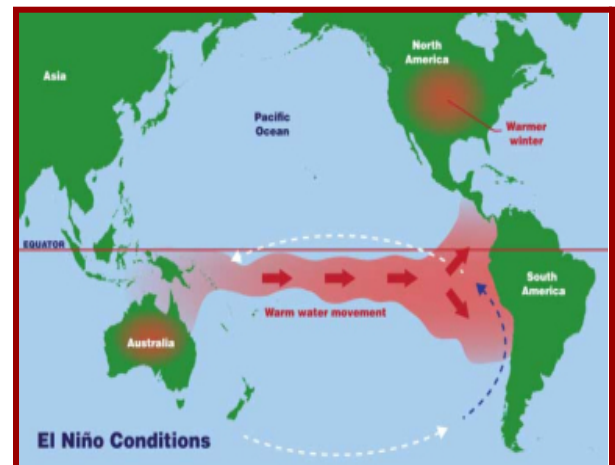 North
America
Asia
Pacific
Ocean
Warmer
winter
EQUATOR
South
America
Warm water movement
Australia
El Niño Conditions